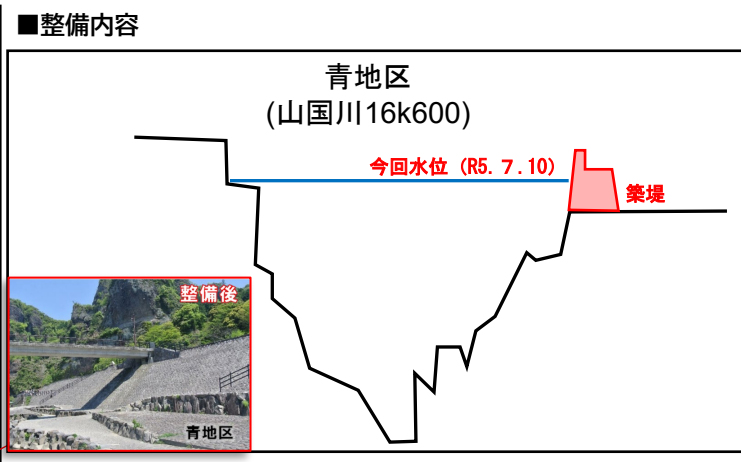 ■整備内容
青地区
(山国川16k600)
今回水位（R5.７.10）
築堤
整備後
青地区